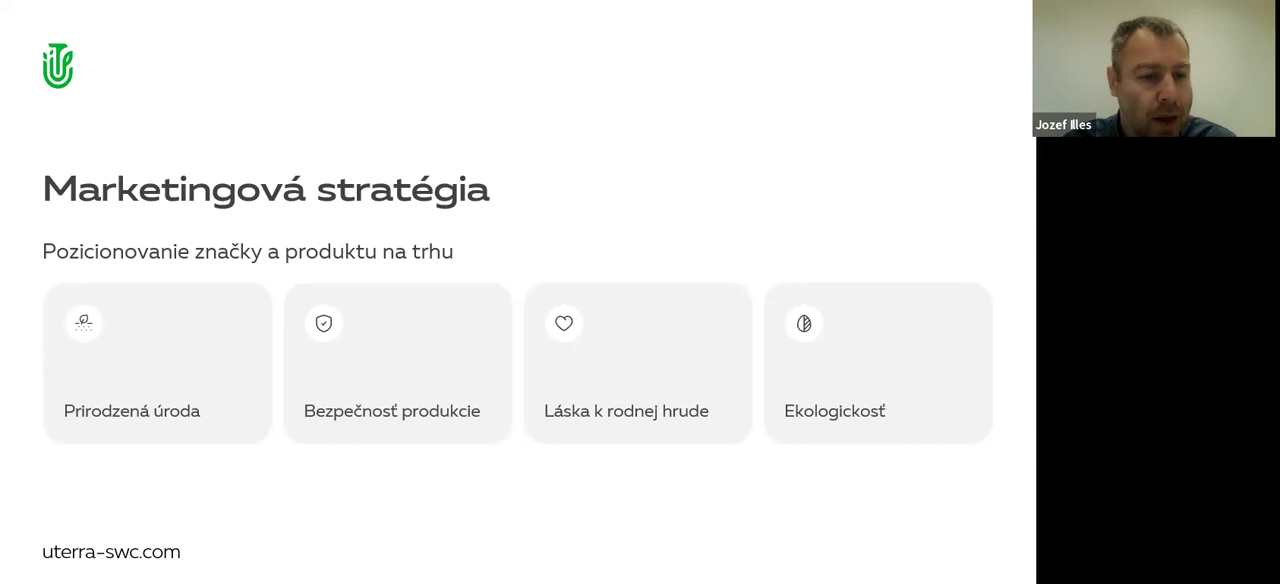 Marketingová stratégia
Pozicionovanie značky a produktu na trhu
Prirodzená úroda
Bezpečnosť produkcie
Láska k rodnej hrude
Ekologickosť
uterra-swc.com
Jozef Illes